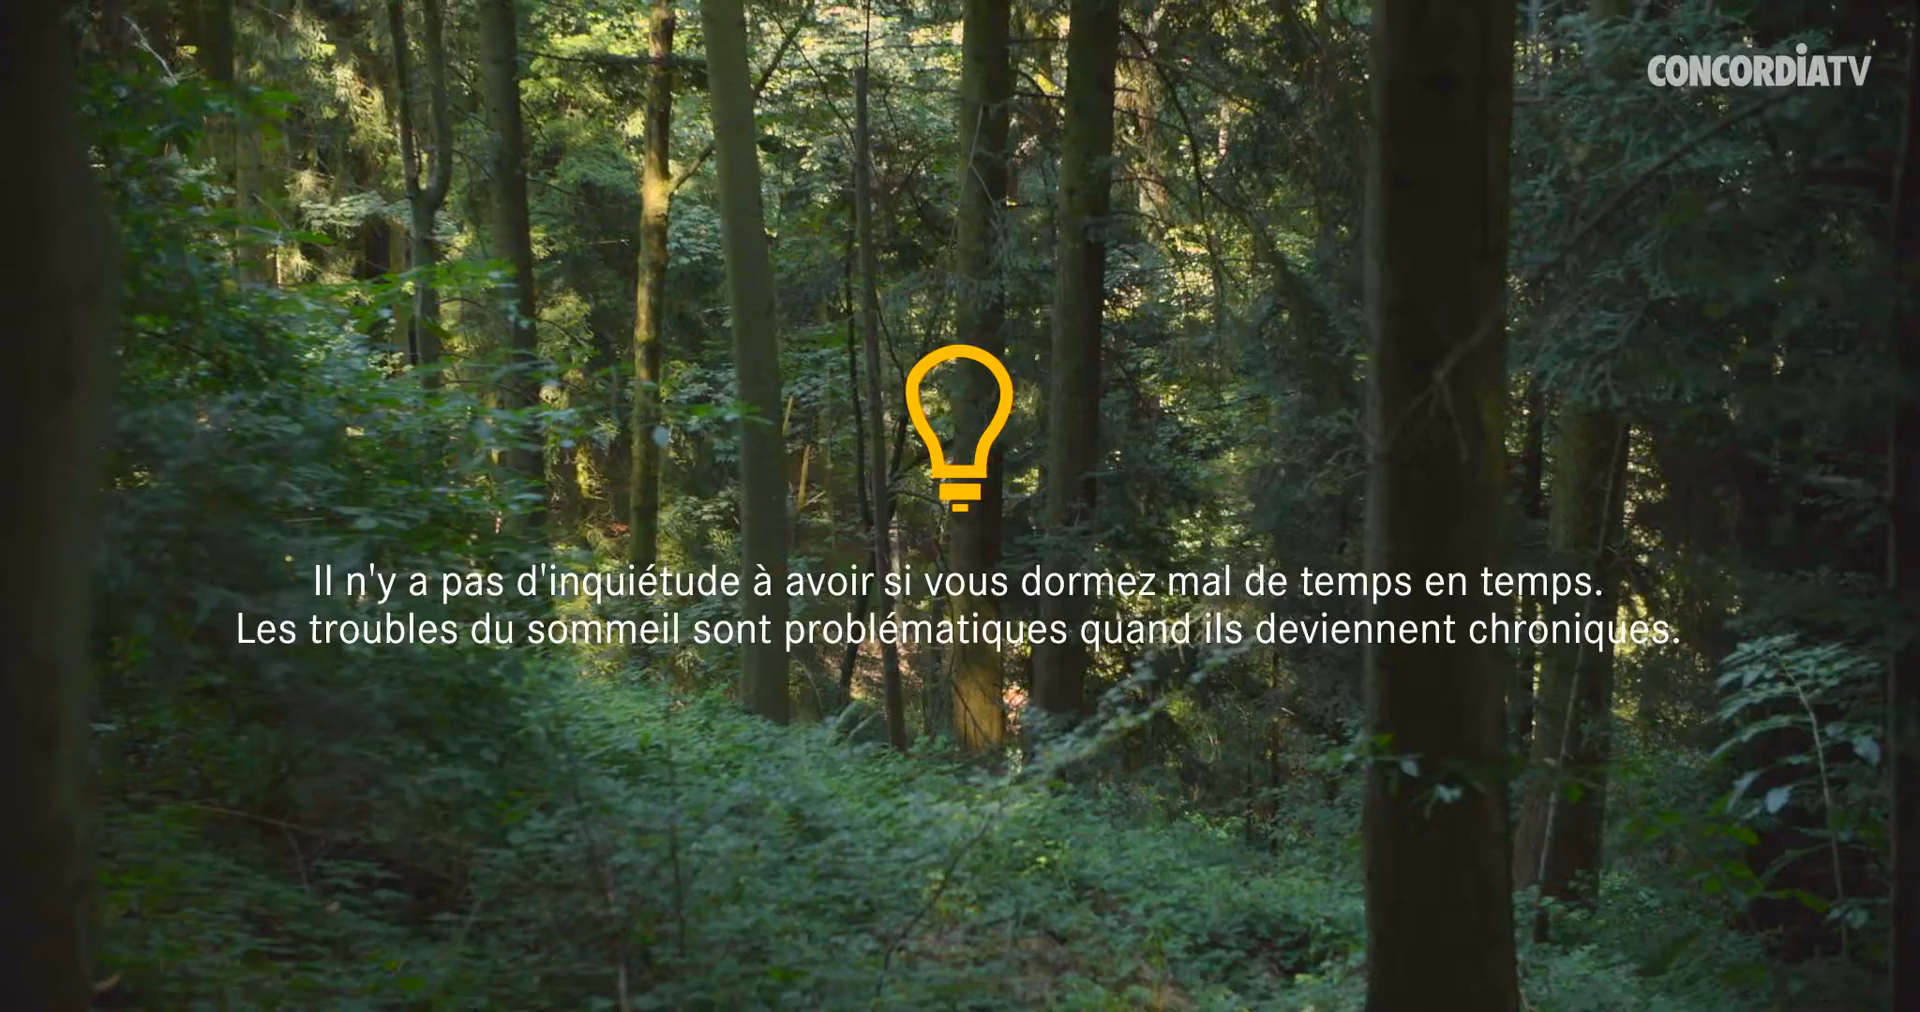 CONCORDIATV
Il n'y a pas d'inquiétude à avoir si vous dormez mal de temps en temps.
Les troubles du sommeil sont problématiques quand ils deviennent chroniques.